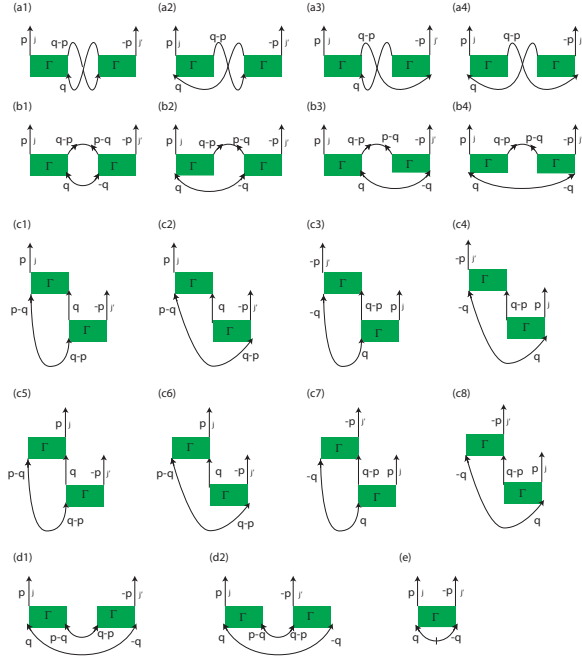 (a1) (a2) (a3) (a4)
p j q-p -p j' p j q-p -p j' p j q-p -p j' p j q-p -p j'
Γ Γ Γ Γ Γ Γ Γ Γ
q q q q
(b1) (b2) (b3) (b4)
p j q-p p-q -p j' p j q-p p-q -p j' p j q-p p-q -p j' p j q-p p-q -p j'
Γ Γ Γ Γ Γ Γ Γ Γ
q -q q -q q -q q -q
(c1) (c2) (c3) (c4)
p j p j -p j' -p j'
Γ Γ Γ Γ
p-q q -p j' p-q q -p j' -q q-p p j -q q-p p j
Γ Γ Γ Γ
q-p q-p q q
(c5) (c6) (c7) (c8)
p j p j -p j' -p j'
Γ Γ Γ Γ
p-q q -p j' p-q q -p j' -q q-p p j -q q-p p j
Γ Γ Γ Γ
q-p q-p q q
(d1) (d2) (e)
p j -p j' p j -p j' p j -p j'
Γ Γ Γ Γ Γ
q p-q q-p -q q p-q q-p -q q -q